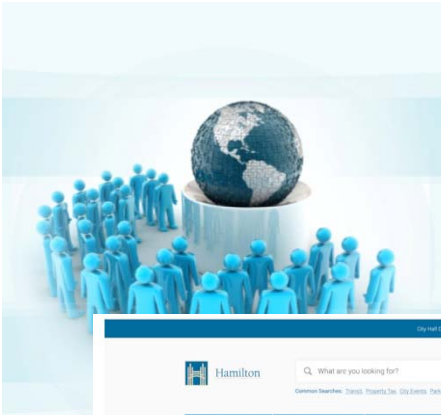 City Hall
Hamilton
What are you looking for?
Common Searches: Transit Property Tax City Events